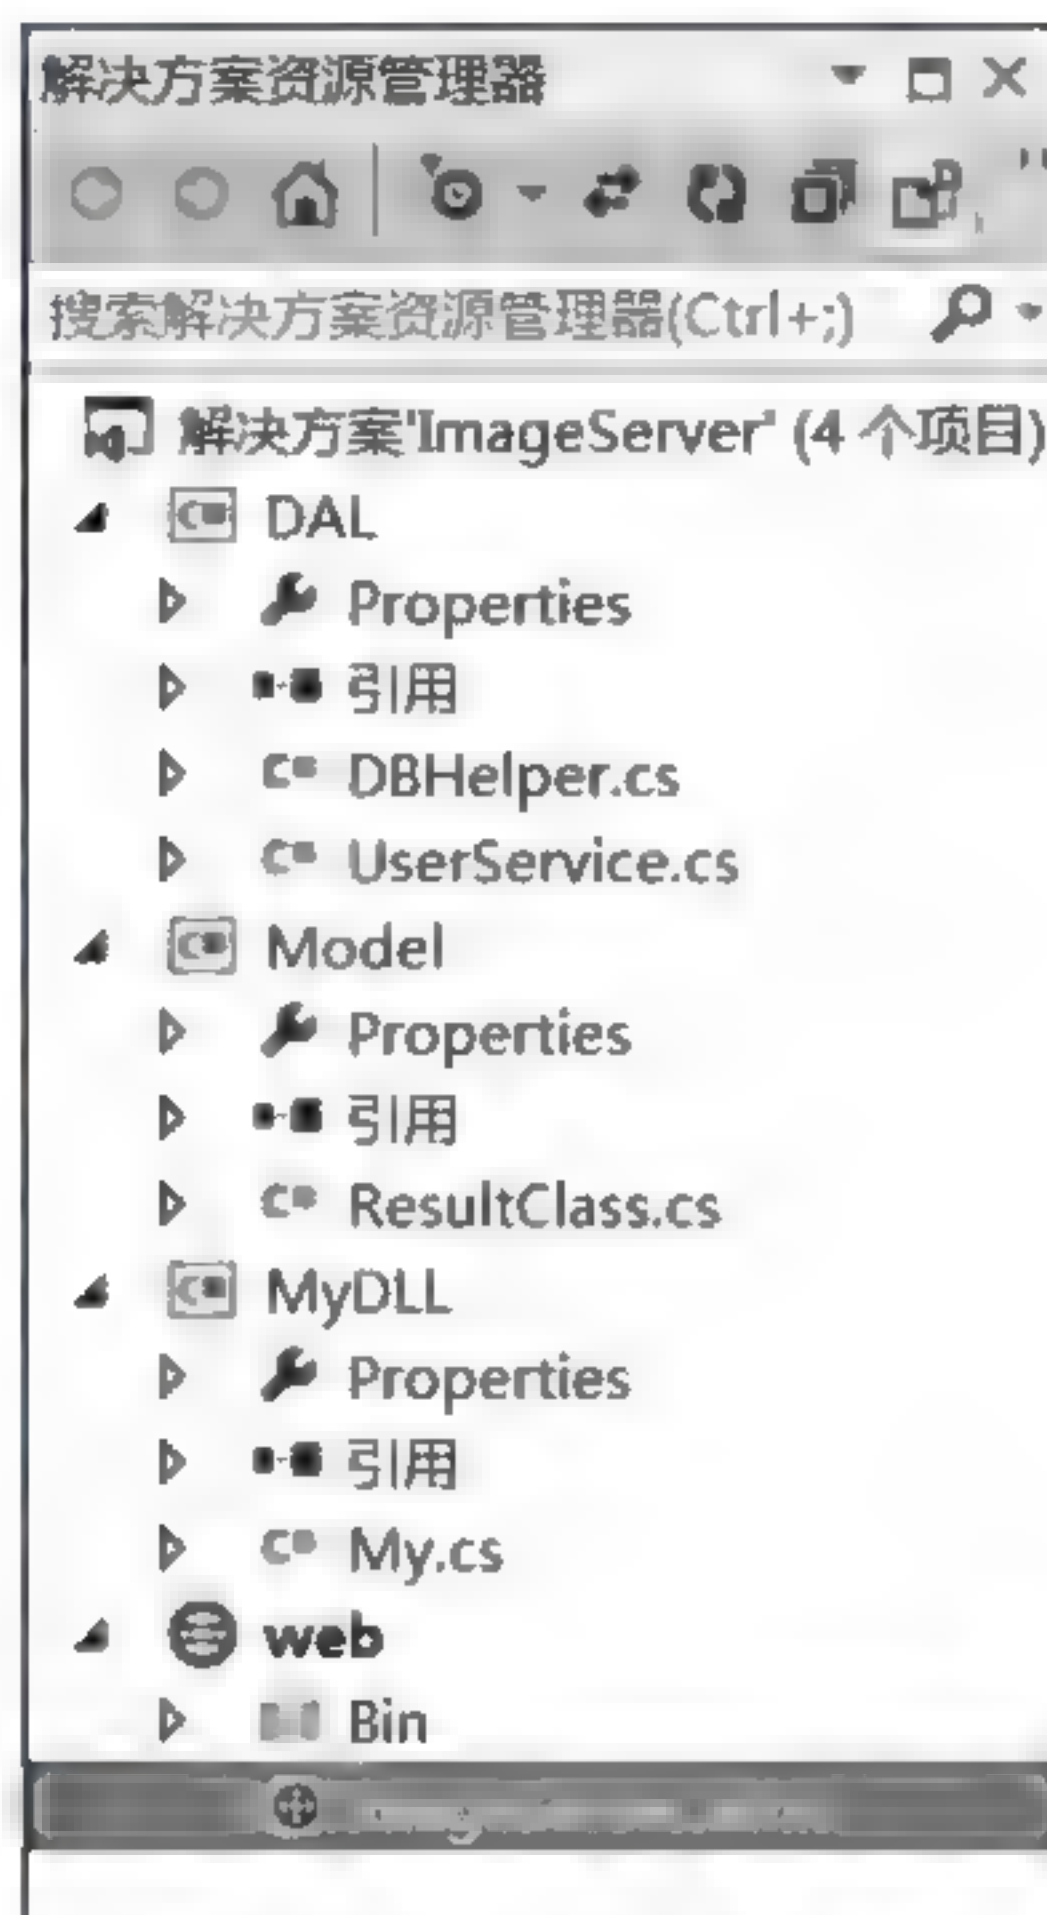 解决方案资源管理器
搜索解决方案资源管理器(Ctrl+;)
解决方案'ImageServer' (4 个项目)
DAL
Properties
引用
DBHelper.cs
UserService.cs
Model
Properties
引用
ResultClass.cs
MyDLL
Properties
引用
My.cs
web
Bin